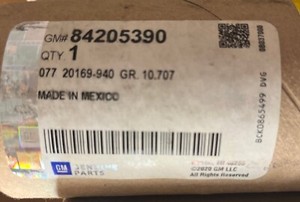 GM# 84205390
QTY 1
077 20169-940 GR. 10.707
MADE IN MEXICO
GM
GENUINE
PARTS
©2020 GM LLC
All Rights Reserved